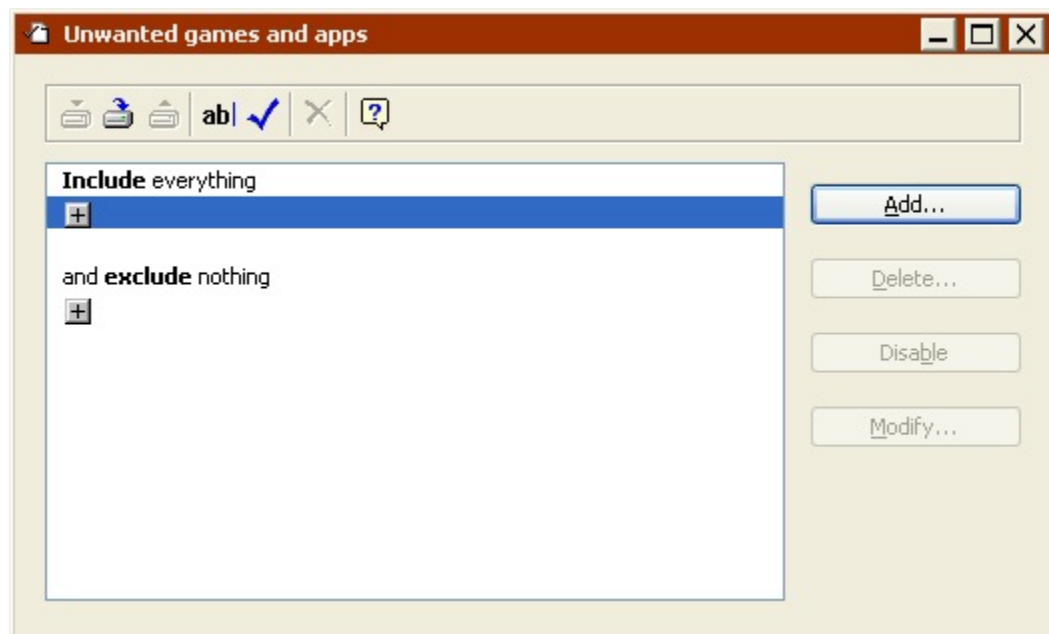 Unwanted games and apps
ab|
Include everything
Add...
and exclude nothing
Delete...
Disable
Modify...